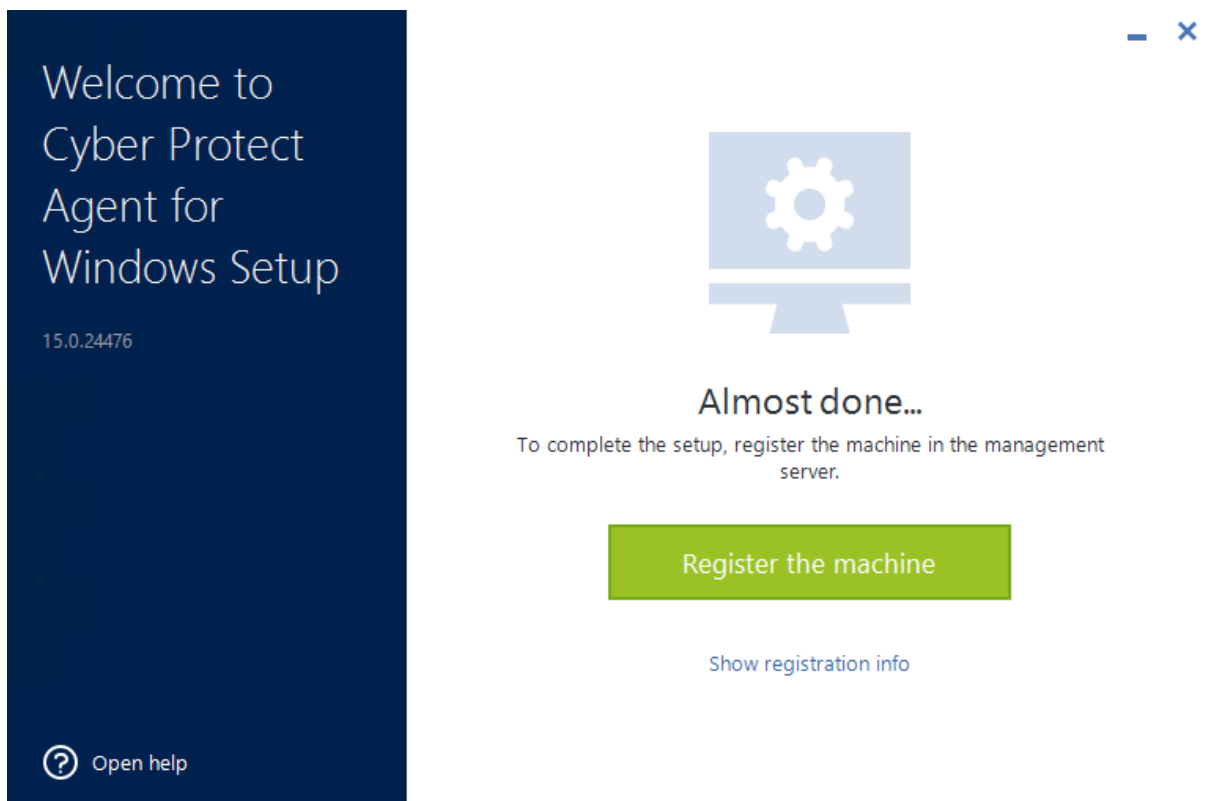 Welcome to
Cyber Protect
Agent for
Windows Setup
15.0.24476
Open help
Almost done...
To complete the setup, register the machine in the management
server.
Register the machine
Show registration info